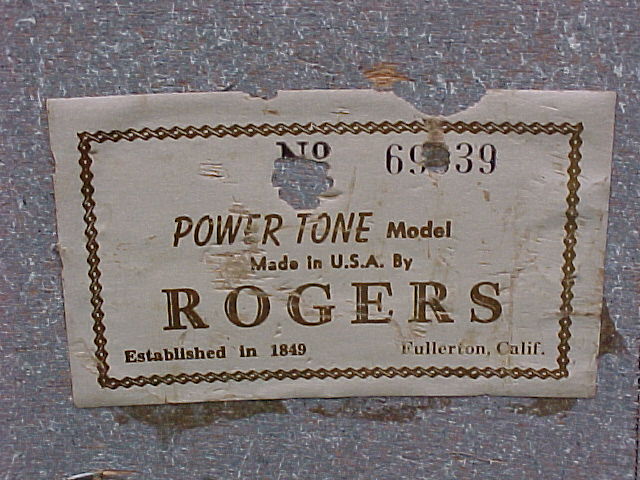 No
POWER TONE Model
Made in U.S.A. By
ROGERS
Established in 1849 Fullerton, Calif.